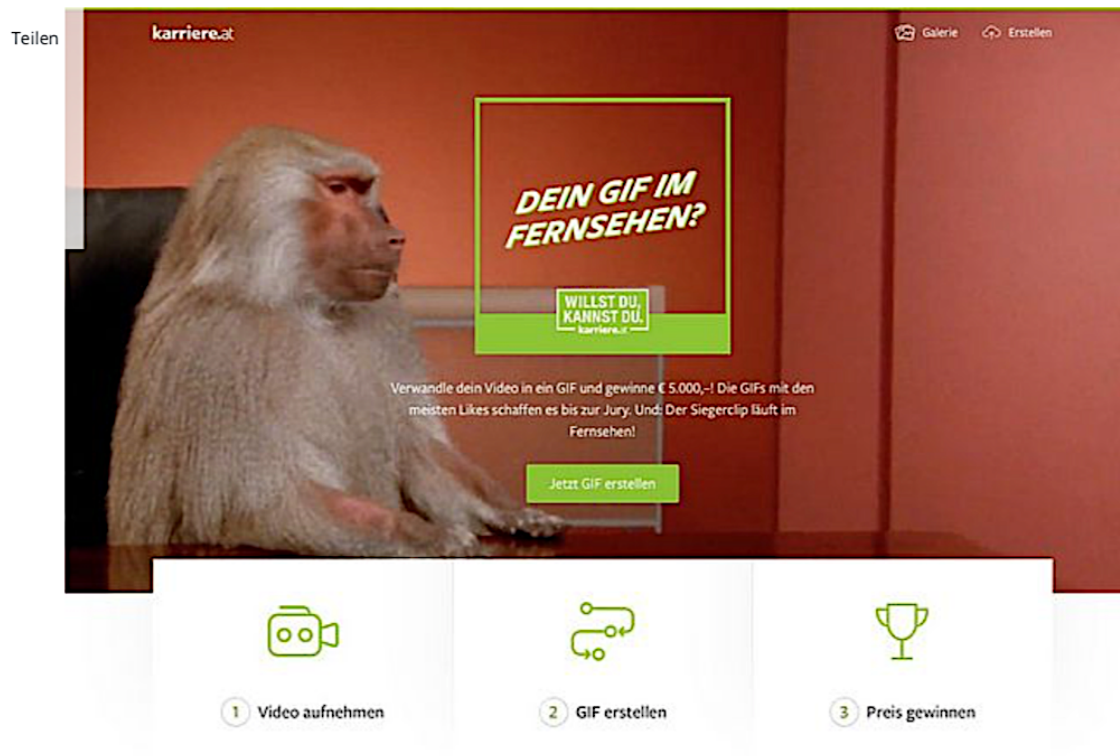 Teilen
karriere.at
Galerie
Erstellen
DEIN GIF IM
FERNSEHEN?
WILLST DU,
KANNST DU.
karriere.at
Verwandle dein Video in ein GIF und gewinne € 5.000,–! Die GIFs mit den
meisten Likes schaffen es bis zur Jury. Und: Der Siegerclip läuft im
Fernsehen!
Jetzt GIF erstellen
1 Video aufnehmen
2 GIF erstellen
3 Preis gewinnen